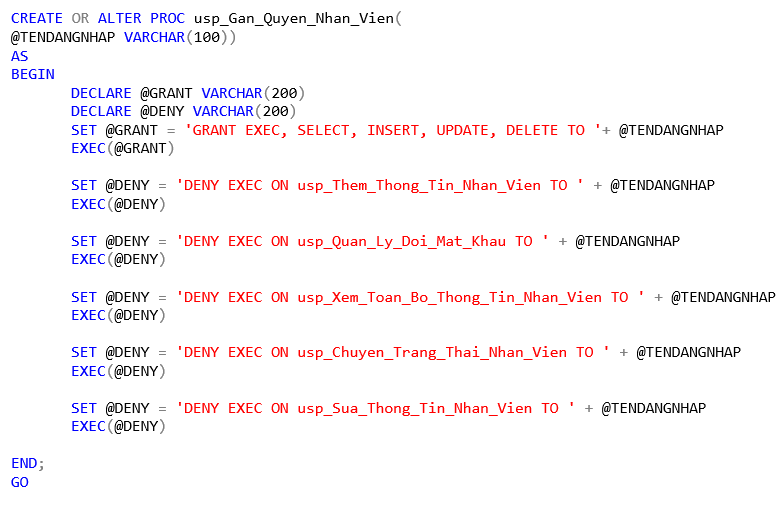 CREATE OR ALTER PROC usp_Gan_Quyen_Nhan_Vien(
@TENDANGNHAP VARCHAR(100))
AS
BEGIN
DECLARE @GRANT VARCHAR(200)
DECLARE @DENY VARCHAR(200)
SET @GRANT = 'GRANT EXEC, SELECT, INSERT, UPDATE, DELETE TO '+ @TENDANGNHAP
EXEC(@GRANT)
SET @DENY = 'DENY EXEC ON usp_Them_Thong_Tin_Nhan_Vien TO ' + @TENDANGNHAP
EXEC(@DENY)
SET @DENY = 'DENY EXEC ON usp_Quan_Ly_Doi_Mat_Khau TO ' + @TENDANGNHAP
EXEC(@DENY)
SET @DENY = 'DENY EXEC ON usp_Xem_Toan_Bo_Thong_Tin_Nhan_Vien TO ' + @TENDANGNHAP
EXEC(@DENY)
SET @DENY = 'DENY EXEC ON usp_Chuyen_Trang_Thai_Nhan_Vien TO ' + @TENDANGNHAP
EXEC(@DENY)
SET @DENY = 'DENY EXEC ON usp_Sua_Thong_Tin_Nhan_Vien TO ' + @TENDANGNHAP
EXEC(@DENY)
END;
GO